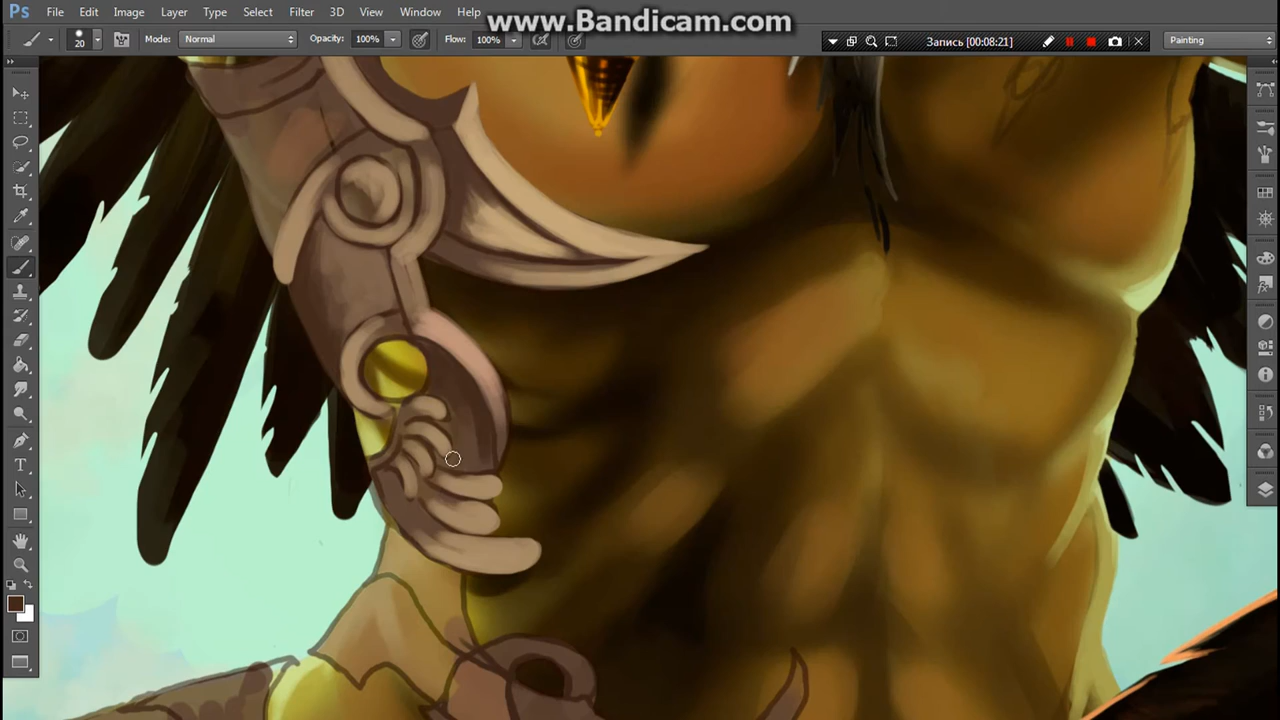 www.Bandicam.com
Ps File Edit Image Layer Type Select Filter 3D View Window Help
20 Mode: Normal Opacity: 100% Flow: 100% Запись [00:08:21] Painting
T